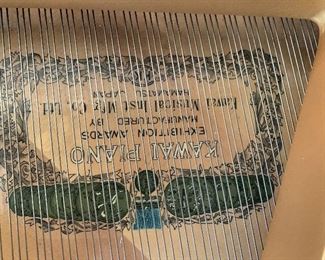 KAWAI PIANO
EXHIBITION AWARDS
MANUFACTURED BY
Kawai Musical Inst. Mfg. Co., Ltd.
HAMAMATSU, JAPAN